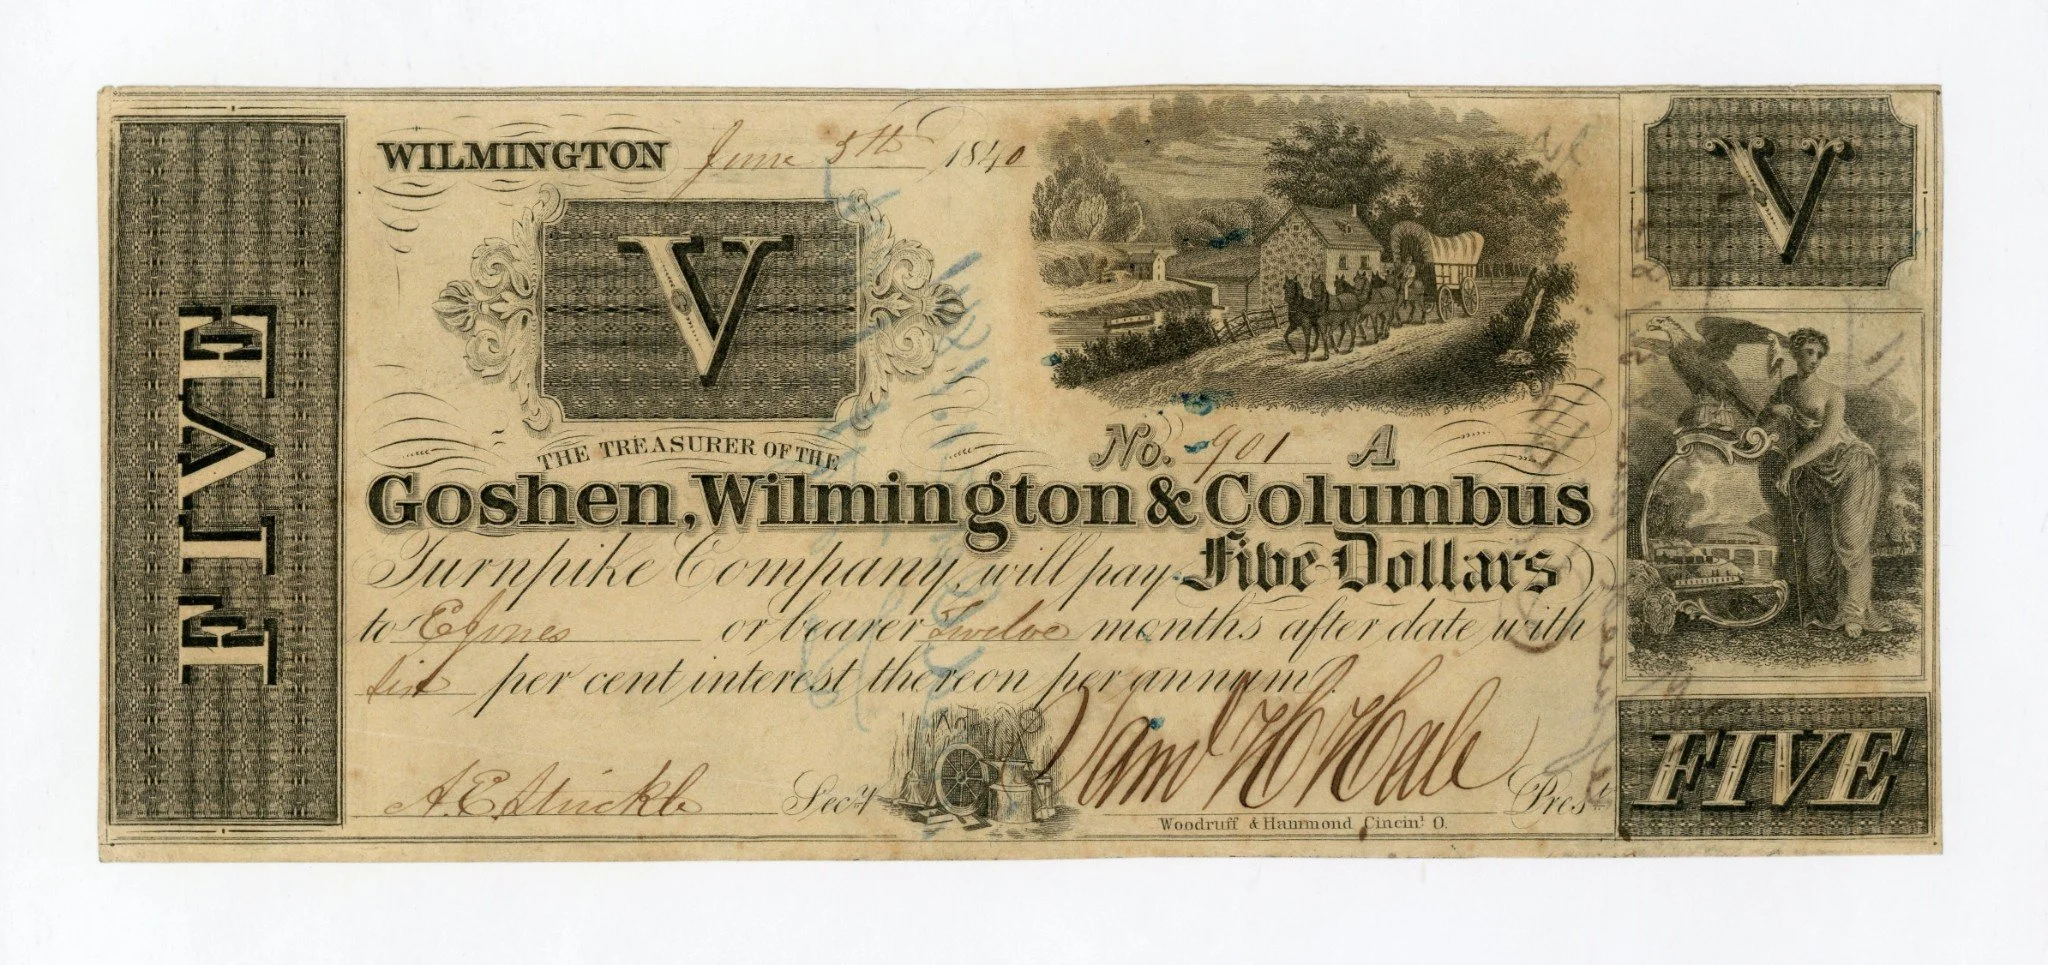 FIVE
WILMINGTON June 5th 1840
V
V
THE TREASURER OF THE
No. 901 A
Goshen, Wilmington & Columbus
Turnpike Company, will pay Five Dollars
to E Jones or bearer Twelve months after date with
six per cent interest thereon per annum.
A. E. Strickle Secy
Saml H Hale Prest
Woodruff & Hammond Cincin! O.
FIVE